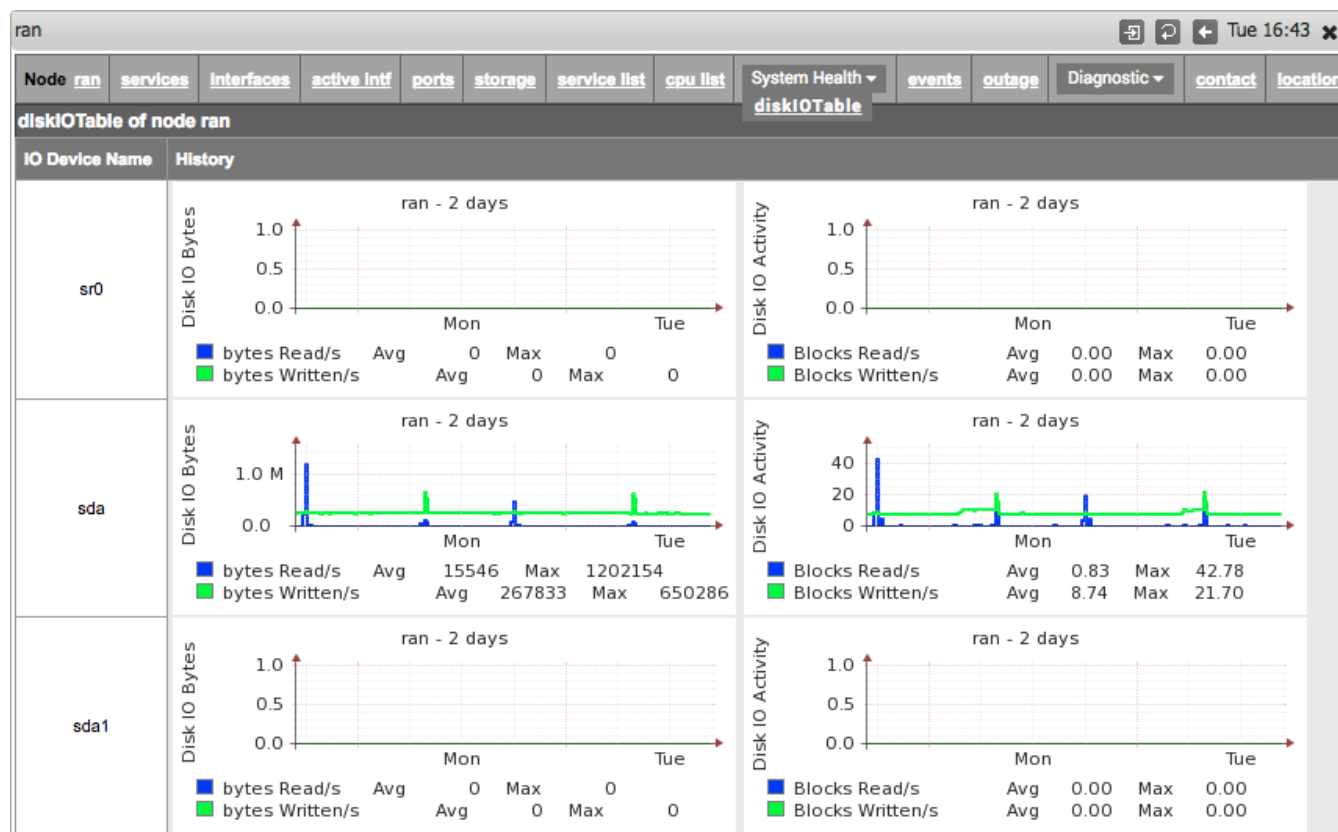 ran Tue 16:43
Node ran services interfaces active intf ports storage service list cpu list System Health events outage Diagnostic contact location
diskIOTable
diskIOTable of node ran
IO Device Name History
sr0
ran - 2 days
Disk IO Bytes
1.0
0.5
0.0
Mon Tue
bytes Read/s Avg 0 Max 0
bytes Written/s Avg 0 Max 0
ran - 2 days
Disk IO Activity
1.0
0.5
0.0
Mon Tue
Blocks Read/s Avg 0.00 Max 0.00
Blocks Written/s Avg 0.00 Max 0.00
sda
ran - 2 days
Disk IO Bytes
1.0 M
0.0
Mon Tue
bytes Read/s Avg 15546 Max 1202154
bytes Written/s Avg 267833 Max 650286
ran - 2 days
Disk IO Activity
40
20
0
Mon Tue
Blocks Read/s Avg 0.83 Max 42.78
Blocks Written/s Avg 8.74 Max 21.70
sda1
ran - 2 days
Disk IO Bytes
1.0
0.5
0.0
Mon Tue
bytes Read/s Avg 0 Max 0
bytes Written/s Avg 0 Max 0
ran - 2 days
Disk IO Activity
1.0
0.5
0.0
Mon Tue
Blocks Read/s Avg 0.00 Max 0.00
Blocks Written/s Avg 0.00 Max 0.00